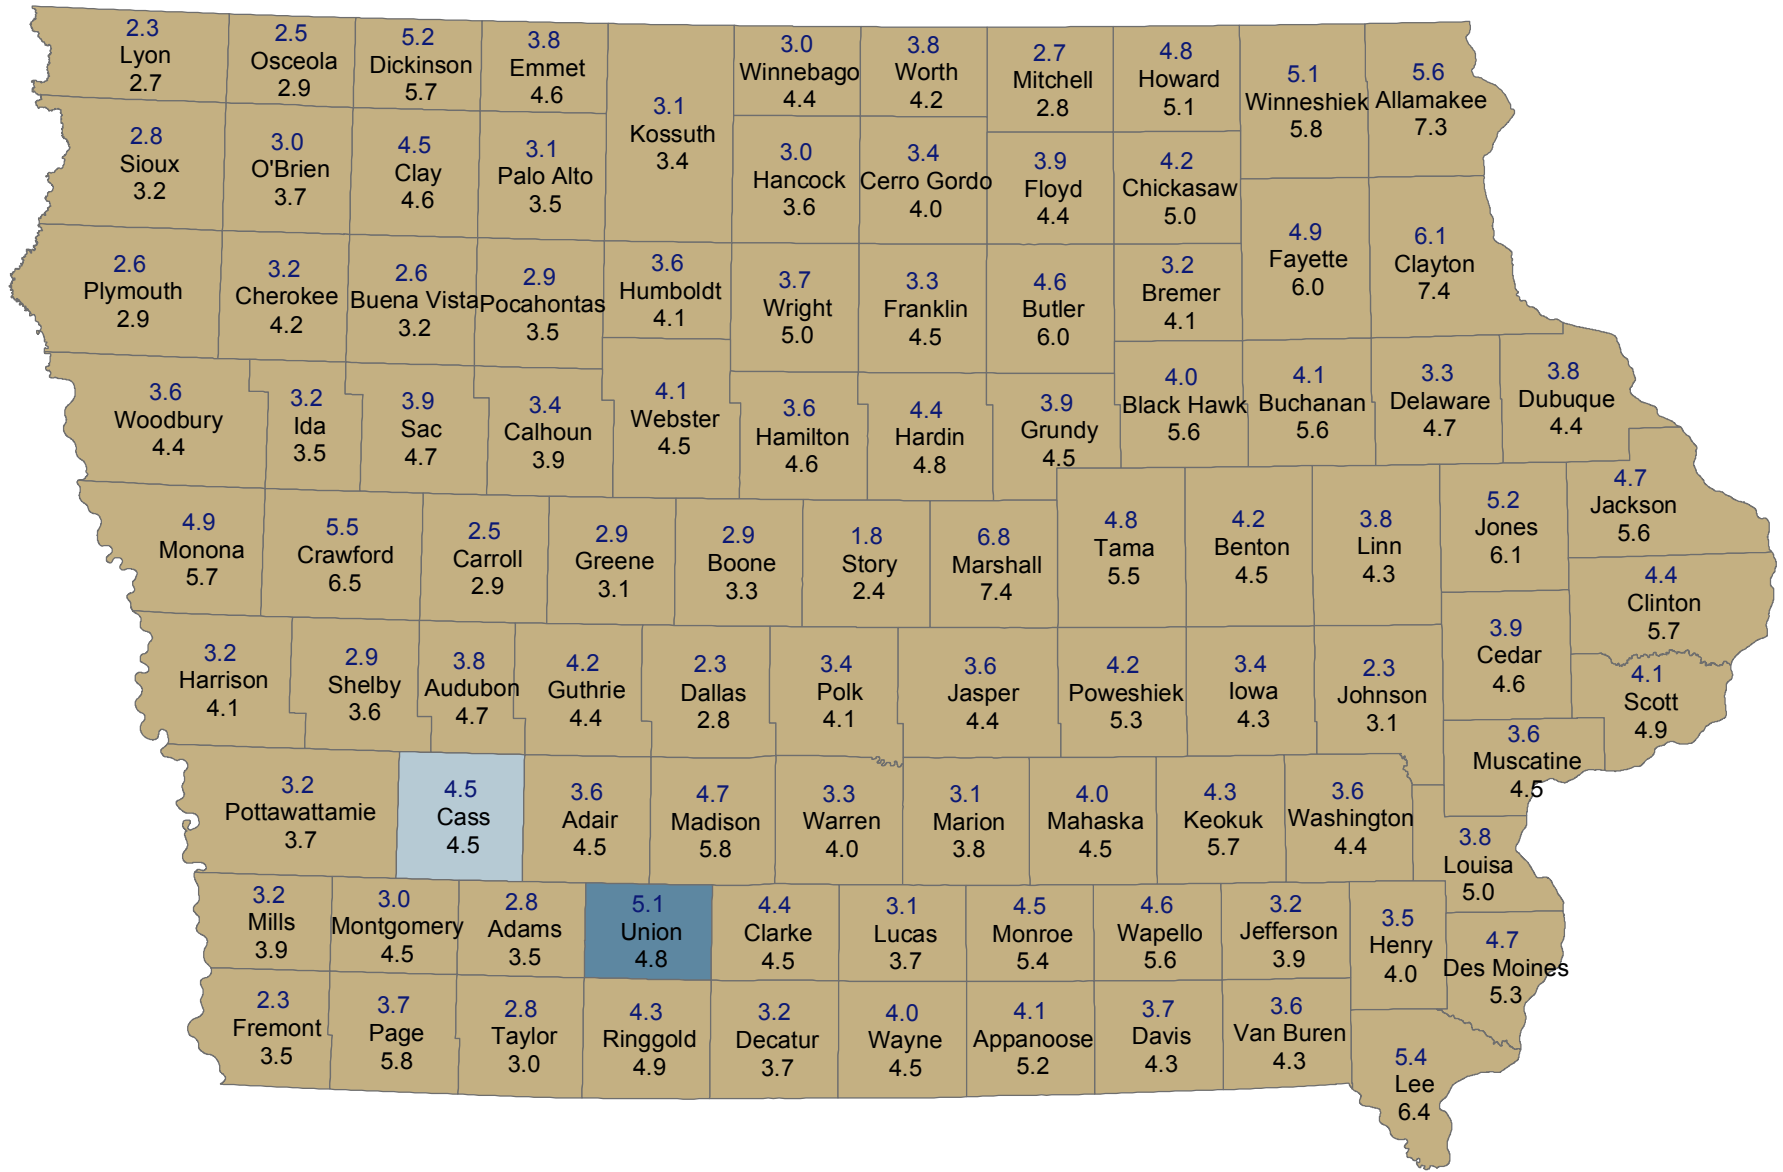 2.3
Lyon
2.7
2.5
Osceola
2.9
5.2
Dickinson
5.7
3.8
Emmet
4.6
3.1
Kossuth
3.4
3.0
Winnebago
4.4
3.8
Worth
4.2
2.7
Mitchell
2.8
4.8
Howard
5.1
5.1
Winneshiek
5.8
5.6
Allamakee
7.3
2.8
Sioux
3.2
3.0
O'Brien
3.7
4.5
Clay
4.6
3.1
Palo Alto
3.5
3.0
Hancock
3.6
3.4
Cerro Gordo
4.0
3.9
Floyd
4.4
4.2
Chickasaw
5.0
4.9
Fayette
6.0
6.1
Clayton
7.4
2.6
Plymouth
2.9
3.2
Cherokee
4.2
2.6
Buena Vista
3.2
2.9
Pocahontas
3.5
3.6
Humboldt
4.1
3.7
Wright
5.0
3.3
Franklin
4.5
4.6
Butler
6.0
3.2
Bremer
4.1
3.6
Woodbury
4.4
3.2
Ida
3.5
3.9
Sac
4.7
3.4
Calhoun
3.9
4.1
Webster
4.5
3.6
Hamilton
4.6
4.4
Hardin
4.8
3.9
Grundy
4.5
4.0
Black Hawk
5.6
4.1
Buchanan
5.6
3.3
Delaware
4.7
3.8
Dubuque
4.4
4.9
Monona
5.7
5.5
Crawford
6.5
2.5
Carroll
2.9
2.9
Greene
3.1
2.9
Boone
3.3
1.8
Story
2.4
6.8
Marshall
7.4
4.8
Tama
5.5
4.2
Benton
4.5
3.8
Linn
4.3
5.2
Jones
6.1
4.7
Jackson
5.6
4.4
Clinton
5.7
3.2
Harrison
4.1
2.9
Shelby
3.6
3.8
Audubon
4.7
4.2
Guthrie
4.4
2.3
Dallas
2.8
3.4
Polk
4.1
3.6
Jasper
4.4
4.2
Poweshiek
5.3
3.4
Iowa
4.3
2.3
Johnson
3.1
3.9
Cedar
4.6
4.1
Scott
4.9
3.6
Muscatine
4.5
3.2
Pottawattamie
3.7
4.5
Cass
4.5
3.6
Adair
4.5
4.7
Madison
5.8
3.3
Warren
4.0
3.1
Marion
3.8
4.0
Mahaska
4.5
4.3
Keokuk
5.7
3.6
Washington
4.4
3.8
Louisa
5.0
3.2
Mills
3.9
3.0
Montgomery
4.5
2.8
Adams
3.5
5.1
Union
4.8
4.4
Clarke
4.5
3.1
Lucas
3.7
4.5
Monroe
5.4
4.6
Wapello
5.6
3.2
Jefferson
3.9
3.5
Henry
4.0
4.7
Des Moines
5.3
2.3
Fremont
3.5
3.7
Page
5.8
2.8
Taylor
3.0
4.3
Ringgold
4.9
3.2
Decatur
3.7
4.0
Wayne
4.5
4.1
Appanoose
5.2
3.7
Davis
4.3
3.6
Van Buren
4.3
5.4
Lee
6.4